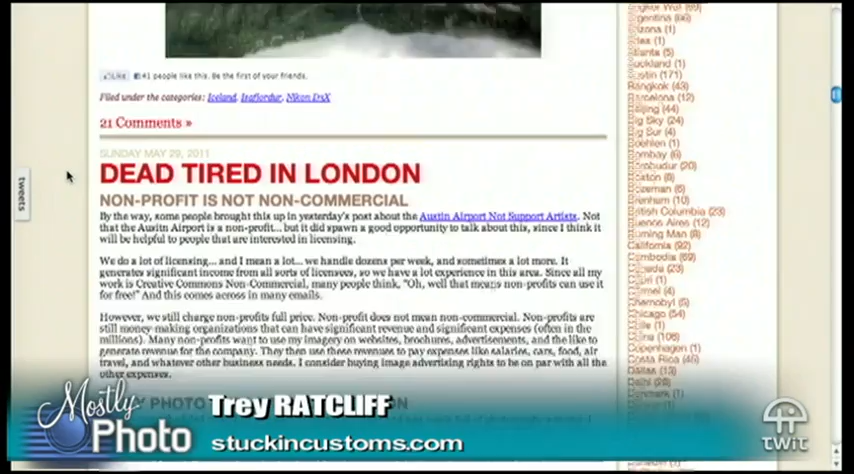 Like 41 people like this. Be the first of your friends.
Filed under the categories: Iceland, Isafjordur, Nikon D3X
21 Comments »
SUNDAY MAY 29, 2011
DEAD TIRED IN LONDON
NON-PROFIT IS NOT NON-COMMERCIAL
By the way, some people brought this up in yesterday's post about the Austin Airport Not Support Artists. Not
that the Austin Airport is a non-profit... but it did spawn a good opportunity to talk about this, since I think it
will be helpful to people that are interested in licensing.
We do a lot of licensing... and I mean a lot... we handle dozens per week, and sometimes a lot more. It
generates significant income from all sorts of licensees, so we have a lot experience in this area. Since all my
work is Creative Commons Non-Commercial, many people think, "Oh, well that means non-profits can use it
for free!" And this comes across in many emails.
However, we still charge non-profits full price. Non-profit does not mean non-commercial. Non-profits are
still money-making organizations that can have significant revenue and significant expenses (often in the
millions). Many non-profits want to use my imagery on websites, brochures, advertisements, and the like to
generate revenue for the company. They then use these revenues to pay expenses like salaries, cars, food, air
travel, and whatever other business needs. I consider buying image advertising rights to be on par with all the
other expenses.
tweets
(171)
Bangkok (43)
(12)
(44)
Sky (24)
Sur (4)
(6)
(20)
(8)
(6)
(10)
British Columbia (23)
Buenos Aires (12)
Man
California (92)
Cambodia (69)
(23)
(1)
(4)
Chernobyl (5)
Chicago (54)
(1)
(106)
Copenhagen (1)
Costa Rica (45)
Dallas (13)
Mostly
Photo
Trey RATCLIFF
stuckincustoms.com
TWiT